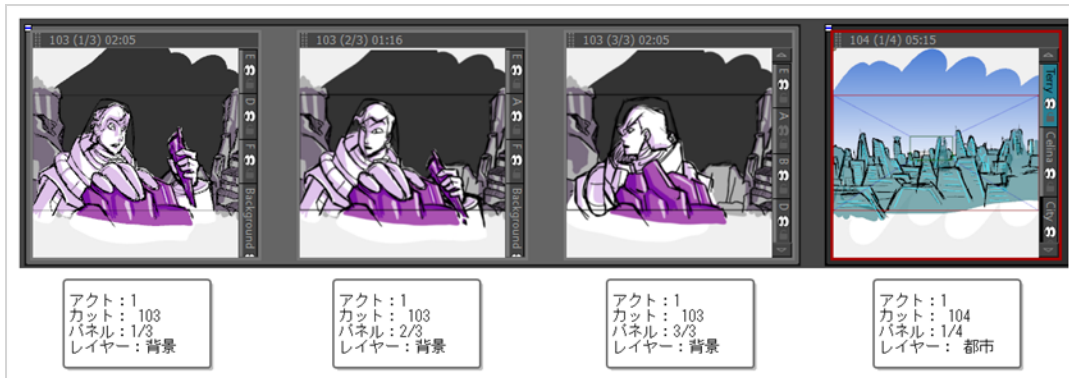 103 (1/3) 02:05
E
D
F
Background
103 (2/3) 01:16
E
A
F
Background
103 (3/3) 02:05
E
A
B
D
104 (1/4) 05:15
Terry
Celina
City
アクト：1
カット： 103
パネル：1/3
レイヤー：背景
アクト：1
カット： 103
パネル：2/3
レイヤー：背景
アクト：1
カット： 103
パネル：3/3
レイヤー：背景
アクト：1
カット： 104
パネル：1/4
レイヤー： 都市